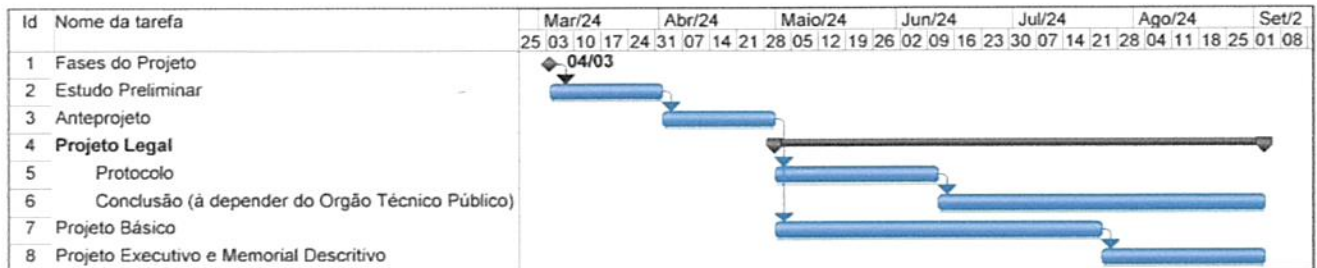 Id Nome da tarefa Mar/24 Abr/24 Maio/24 Jun/24 Jul/24 Ago/24 Set/2
25 03 10 17 24 31 07 14 21 28 05 12 19 26 02 09 16 23 30 07 14 21 28 04 11 18 25 01 08
1 Fases do Projeto 04/03
2 Estudo Preliminar
3 Anteprojeto
4 Projeto Legal
5 Protocolo
6 Conclusão (à depender do Orgão Técnico Público)
7 Projeto Básico
8 Projeto Executivo e Memorial Descritivo